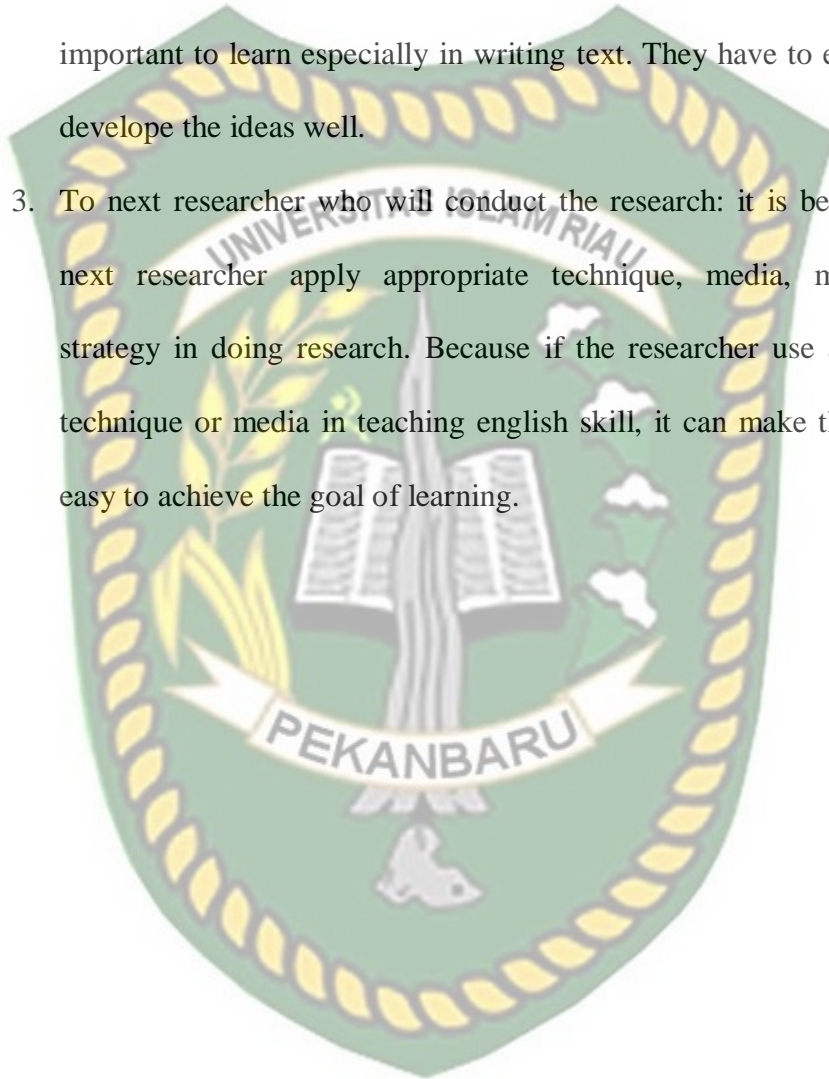 important to learn especially in writing text. They have to e
develope the ideas well.
3. To next researcher who will conduct the research: it is be
next researcher apply appropriate technique, media, m
strategy in doing research. Because if the researcher use
technique or media in teaching english skill, it can make t
easy to achieve the goal of learning.
UNIVERSITAS ISLAM RIAU
PEKANBARU